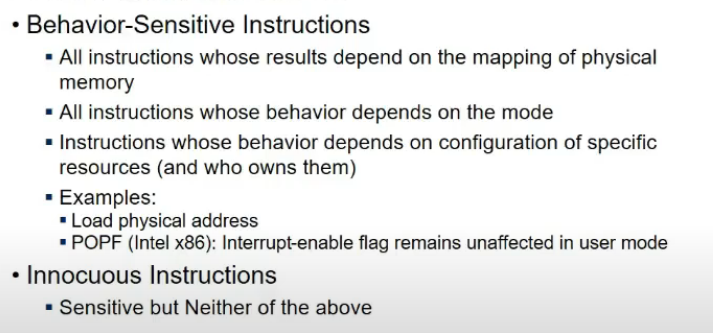 • Behavior-Sensitive Instructions
▪ All instructions whose results depend on the mapping of physical
memory
▪ All instructions whose behavior depends on the mode
▪ Instructions whose behavior depends on configuration of specific
resources (and who owns them)
▪ Examples:
▪ Load physical address
▪ POPF (Intel x86): Interrupt-enable flag remains unaffected in user mode
• Innocuous Instructions
▪ Sensitive but Neither of the above